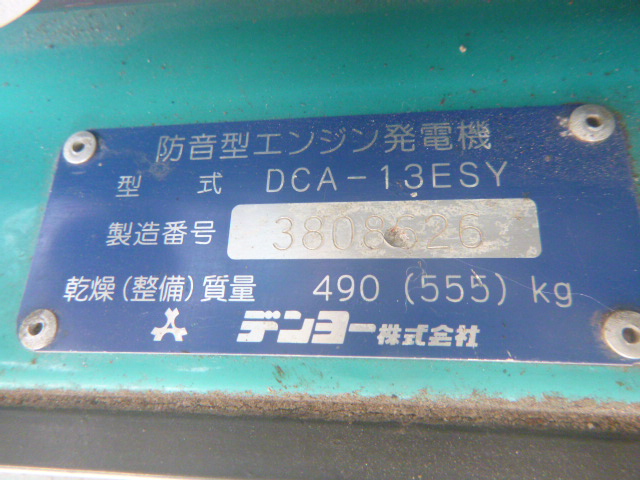 防音型エンジン発電機
型 式 DCA-13ESY
製造番号 3808626
乾燥(整備)質量 490 (555) kg
デンヨー株式会社